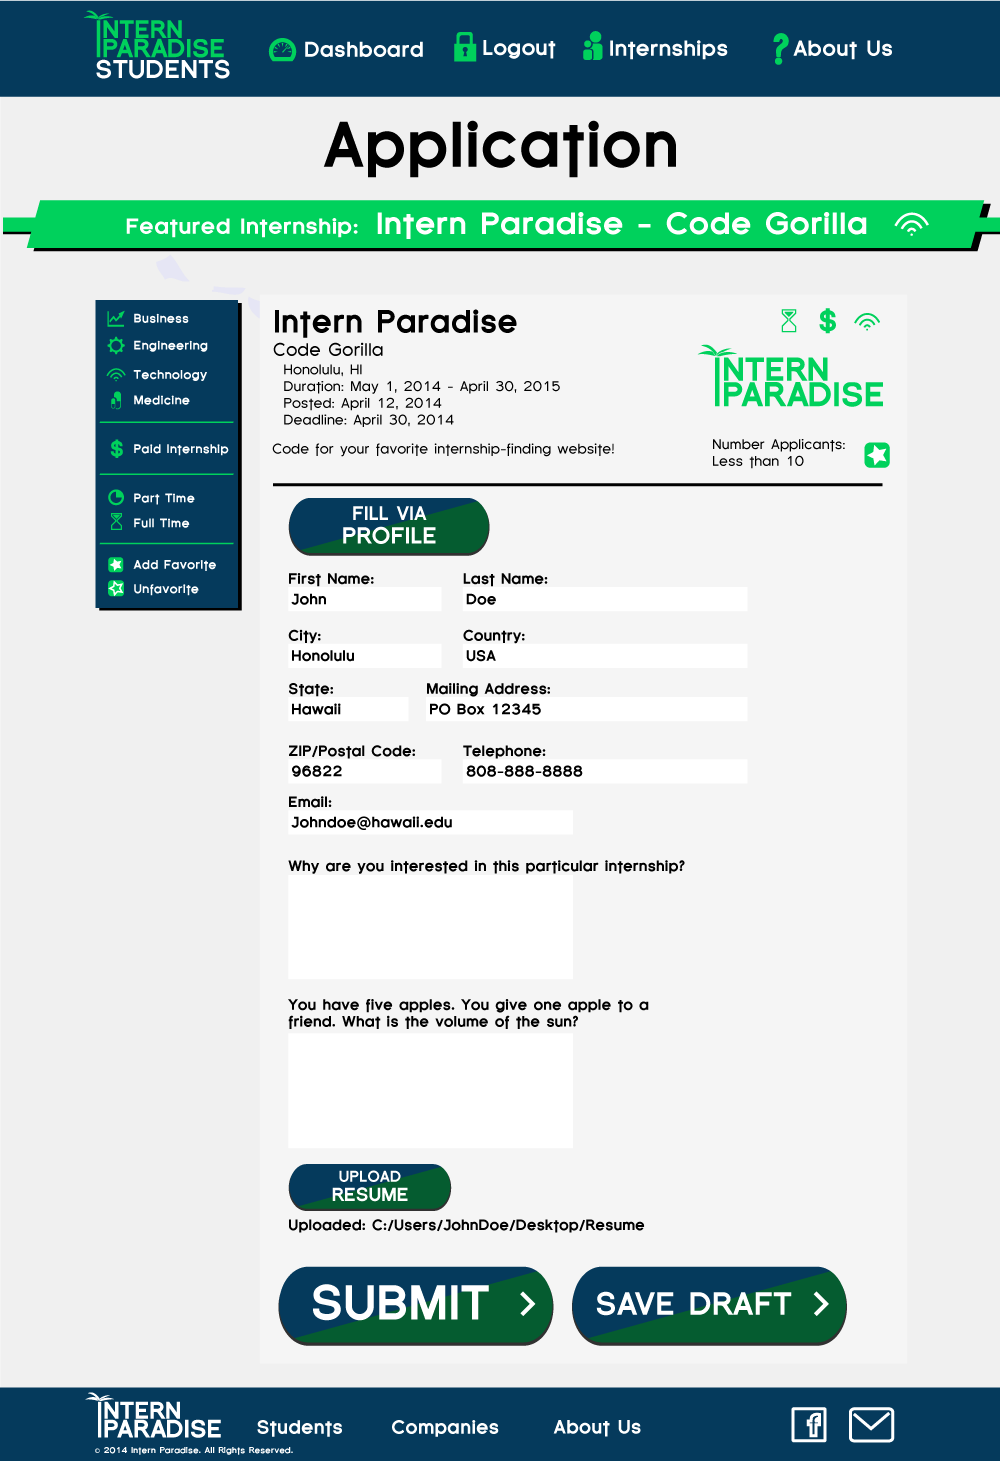 INTERN
PARADISE
STUDENTS
Dashboard
Logout
Internships
About Us
Application
Featured Internship: Intern Paradise - Code Gorilla
Business
Engineering
Technology
Medicine
Paid Internship
Part Time
Full Time
Add Favorite
Unfavorite
Intern Paradise
Code Gorilla
Honolulu, HI
Duration: May 1, 2014 - April 30, 2015
Posted: April 12, 2014
Deadline: April 30, 2014
Code for your favorite internship-finding website!
INTERN
PARADISE
Number Applicants:
Less than 10
FILL VIA
PROFILE
First Name: Last Name:
John Doe
City: Country:
Honolulu USA
State: Mailing Address:
Hawaii PO Box 12345
ZIP/Postal Code: Telephone:
96822 808-888-8888
Email:
Johndoe@hawaii.edu
Why are you interested in this particular internship?
You have five apples. You give one apple to a
friend. What is the volume of the sun?
UPLOAD
RESUME
Uploaded: C:/Users/JohnDoe/Desktop/Resume
SUBMIT
SAVE DRAFT
INTERN
PARADISE
Students
Companies
About Us
© 2014 Intern Paradise. All Rights Reserved.